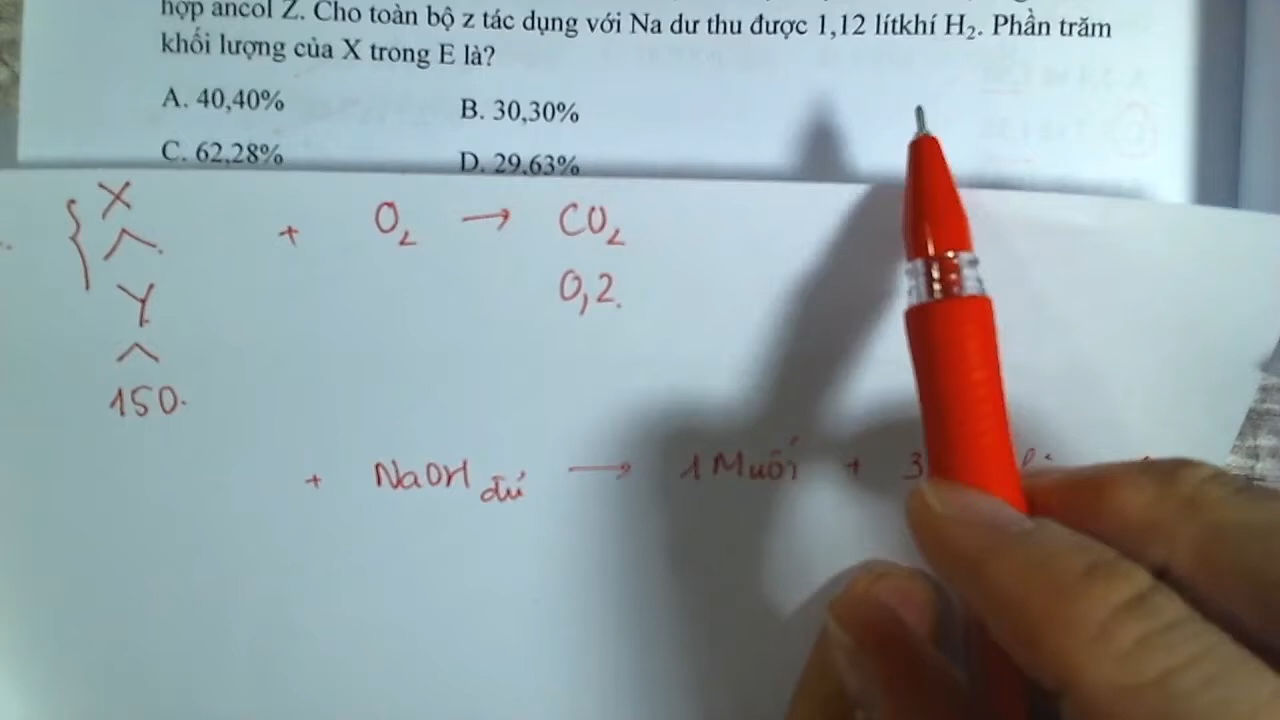 hợp ancol Z. Cho toàn bộ z tác dụng với Na dư thu được 1,12 lítkhí H₂. Phần trăm
khối lượng của X trong E là?
A. 40,40% B. 30,30%
C. 62,28% D. 29,63%
X
+ O₂ → CO₂
0,2.
Y
150.
+ NaOH đủ → 1 Muối + 3